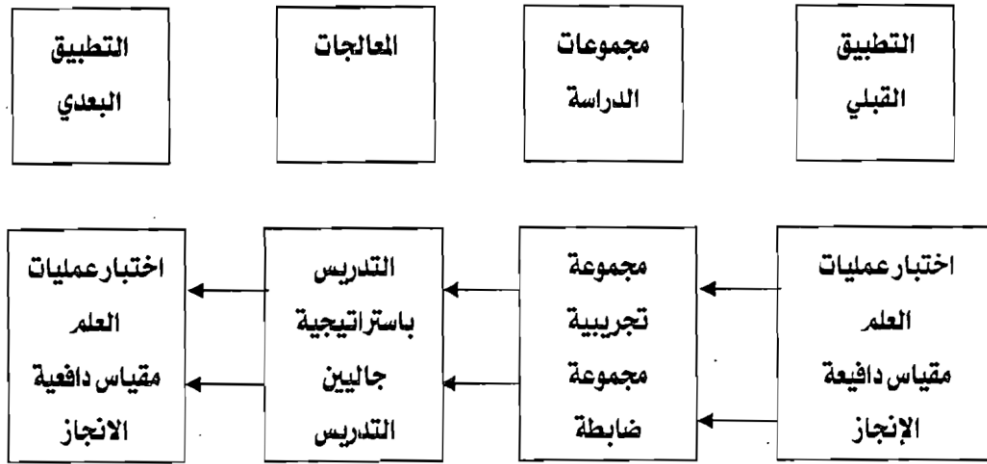 التطبيق
القبلي
مجموعات
الدراسة
المعالجات
التطبيق
البعدي
اختبار عمليات
العلم
مقياس دافيعة
الإنجاز
مجموعة
تجريبية
مجموعة
ضابطة
التدريس
باستراتيجية
جاليين
التدريس
اختبار عمليات
العلم
مقياس دافعية
الانجاز